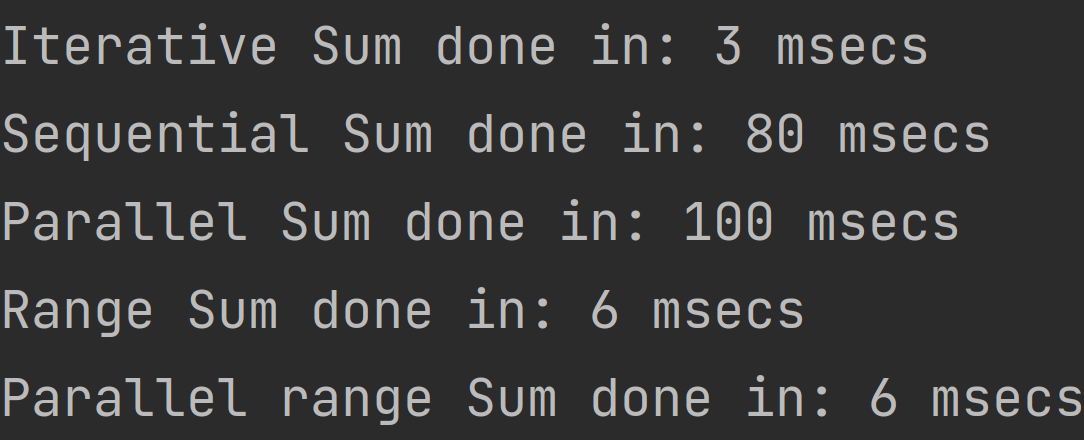 Iterative Sum done in: 3 msecs
Sequential Sum done in: 80 msecs
Parallel Sum done in: 100 msecs
Range Sum done in: 6 msecs
Parallel range Sum done in: 6 msecs